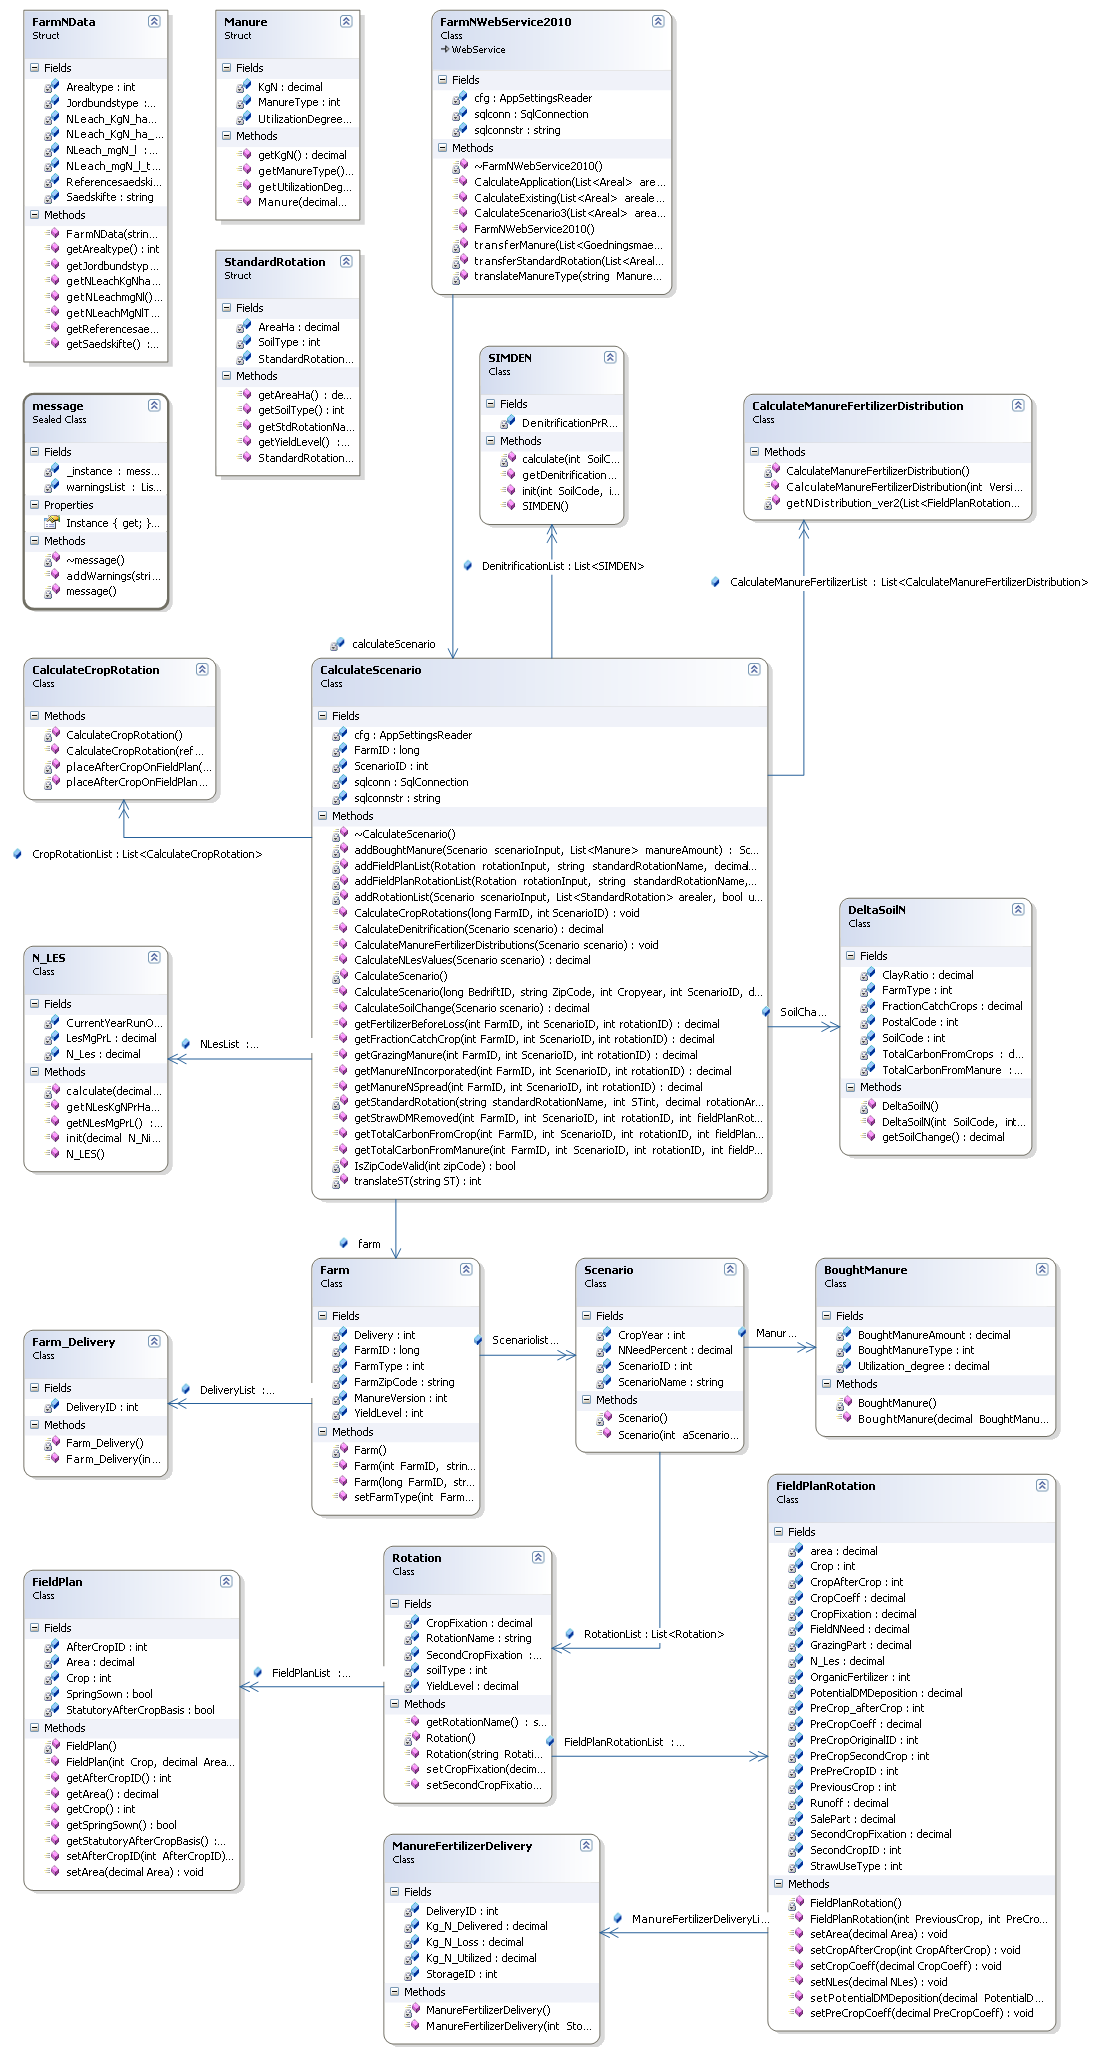 FarmNData
Struct
Fields
Arealtype : int
Jordbundstype :...
NLeach_KgN_ha...
NLeach_KgN_ha_...
NLeach_mgN_l :...
NLeach_mgN_l_t...
Referencesaedski...
Saedskifte : string
Methods
FarmNData(strin...
getArealtype() : int
getJordbundstyp...
getNLeachKgNha...
getNLeachmgNl()...
getNLeachMgNlT...
getReferencesae...
getSaedskifte() :...
Manure
Struct
Fields
KgN : decimal
ManureType : int
UtilizationDegree...
Methods
getKgN() : decimal
getManureType()...
getUtilizationDeg...
Manure(decimal...
FarmNWebService2010
Class
WebService
Fields
cfg : AppSettingsReader
sqlconn : SqlConnection
sqlconnstr : string
Methods
~FarmNWebService2010()
CalculateApplication(List<Areal> are...
CalculateExisting(List<Areal> areale...
CalculateScenario3(List<Areal> area...
FarmNWebService2010()
transferManure(List<Goedningsmae...
transferStandardRotation(List<Areal...
translateManureType(string Manure...
StandardRotation
Struct
Fields
AreaHa : decimal
SoilType : int
StandardRotation...
Methods
getAreaHa() : de...
getSoilType() : int
getStdRotationNa...
getYieldLevel() :...
StandardRotation...
message
Sealed Class
Fields
_instance : mess...
warningsList : Lis...
Properties
Instance { get; }...
Methods
~message()
addWarnings(stri...
message()
SIMDEN
Class
Fields
DenitrificationPrR...
Methods
calculate(int SoilC...
getDenitrification...
init(int SoilCode, i...
SIMDEN()
CalculateManureFertilizerDistribution
Class
Methods
CalculateManureFertilizerDistribution()
CalculateManureFertilizerDistribution(int Versi...
getNDistribution_ver2(List<FieldPlanRotation...
DenitrificationList : List<SIMDEN>
CalculateManureFertilizerList : List<CalculateManureFertilizerDistribution>
calculateScenario
CalculateCropRotation
Class
Methods
CalculateCropRotation()
CalculateCropRotation(ref ...
placeAfterCropOnFieldPlan(...
placeAfterCropOnFieldPlan...
CropRotationList : List<CalculateCropRotation>
CalculateScenario
Class
Fields
cfg : AppSettingsReader
FarmID : long
ScenarioID : int
sqlconn : SqlConnection
sqlconnstr : string
Methods
~CalculateScenario()
addBoughtManure(Scenario scenarioInput, List<Manure> manureAmount) : Sc...
addFieldPlanList(Rotation rotationInput, string standardRotationName, decimal...
addFieldPlanRotationList(Rotation rotationInput, string standardRotationName,...
addRotationList(Scenario scenarioInput, List<StandardRotation> arealer, bool u...
CalculateCropRotations(long FarmID, int ScenarioID) : void
CalculateDenitrification(Scenario scenario) : decimal
CalculateManureFertilizerDistributions(Scenario scenario) : void
CalculateNLesValues(Scenario scenario) : decimal
CalculateScenario()
CalculateScenario(long BedriftID, string ZipCode, int Cropyear, int ScenarioID, d...
CalculateSoilChange(Scenario scenario) : decimal
getFertilizerBeforeLoss(int FarmID, int ScenarioID, int rotationID) : decimal
getFractionCatchCrop(int FarmID, int ScenarioID, int rotationID) : decimal
getGrazingManure(int FarmID, int ScenarioID, int rotationID) : decimal
getManureNIncorporated(int FarmID, int ScenarioID, int rotationID) : decimal
getManureNSpread(int FarmID, int ScenarioID, int rotationID) : decimal
getStandardRotation(string standardRotationName, int STint, decimal rotationAr...
getStrawDMRemoved(int FarmID, int ScenarioID, int rotationID, int fieldPlanRot...
getTotalCarbonFromCrop(int FarmID, int ScenarioID, int rotationID, int fieldPlan...
getTotalCarbonFromManure(int FarmID, int ScenarioID, int rotationID, int fieldP...
IsZipCodeValid(int zipCode) : bool
translateST(string ST) : int
N_LES
Class
Fields
CurrentYearRunO...
LesMgPrL : decimal
N_Les : decimal
Methods
calculate(decimal...
getNLesKgNPrHa...
getNLesMgPrL() :...
init(decimal N_Ni...
N_LES()
NLesList :...
SoilCha...
DeltaSoilN
Class
Fields
ClayRatio : decimal
FarmType : int
FractionCatchCrops : decimal
PostalCode : int
SoilCode : int
TotalCarbonFromCrops : d...
TotalCarbonFromManure :...
Methods
DeltaSoilN()
DeltaSoilN(int SoilCode, int...
getSoilChange() : decimal
farm
Farm
Class
Fields
Delivery : int
FarmID : long
FarmType : int
FarmZipCode : string
ManureVersion : int
YieldLevel : int
Methods
Farm()
Farm(int FarmID, strin...
Farm(long FarmID, str...
setFarmType(int Farm...
Scenariolist...
Scenario
Class
Fields
CropYear : int
NNeedPercent : decimal
ScenarioID : int
ScenarioName : string
Methods
Scenario()
Scenario(int aScenario...
Manur...
BoughtManure
Class
Fields
BoughtManureAmount : decimal
BoughtManureType : int
Utilization_degree : decimal
Methods
BoughtManure()
BoughtManure(decimal BoughtManu...
Farm_Delivery
Class
Fields
DeliveryID : int
Methods
Farm_Delivery()
Farm_Delivery(in...
DeliveryList :...
FieldPlan
Class
Fields
AfterCropID : int
Area : decimal
Crop : int
SpringSown : bool
StatutoryAfterCropBasis : bool
Methods
FieldPlan()
FieldPlan(int Crop, decimal Area...
getAfterCropID() : int
getArea() : decimal
getCrop() : int
getSpringSown() : bool
getStatutoryAfterCropBasis() :...
setAfterCropID(int AfterCropID)...
setArea(decimal Area) : void
FieldPlanList :...
Rotation
Class
Fields
CropFixation : decimal
RotationName : string
SecondCropFixation :...
soilType : int
YieldLevel : decimal
Methods
getRotationName() : s...
Rotation()
Rotation(string Rotati...
setCropFixation(decim...
setSecondCropFixatio...
RotationList : List<Rotation>
FieldPlanRotationList :...
FieldPlanRotation
Class
Fields
area : decimal
Crop : int
CropAfterCrop : int
CropCoeff : decimal
CropFixation : decimal
FieldNNeed : decimal
GrazingPart : decimal
N_Les : decimal
OrganicFertilizer : int
PotentialDMDeposition : decimal
PreCrop_afterCrop : int
PreCropCoeff : decimal
PreCropOriginalID : int
PreCropSecondCrop : int
PrePreCropID : int
PreviousCrop : int
Runoff : decimal
SalePart : decimal
SecondCropFixation : decimal
SecondCropID : int
StrawUseType : int
Methods
FieldPlanRotation()
FieldPlanRotation(int PreviousCrop, int PreCro...
setArea(decimal Area) : void
setCropAfterCrop(int CropAfterCrop) : void
setCropCoeff(decimal CropCoeff) : void
setNLes(decimal NLes) : void
setPotentialDMDeposition(decimal PotentialD...
setPreCropCoeff(decimal PreCropCoeff) : void
ManureFertilizerDelivery
Class
Fields
DeliveryID : int
Kg_N_Delivered : decimal
Kg_N_Loss : decimal
Kg_N_Utilized : decimal
StorageID : int
Methods
ManureFertilizerDelivery()
ManureFertilizerDelivery(int Sto...
ManureFertilizerDeliveryLi...